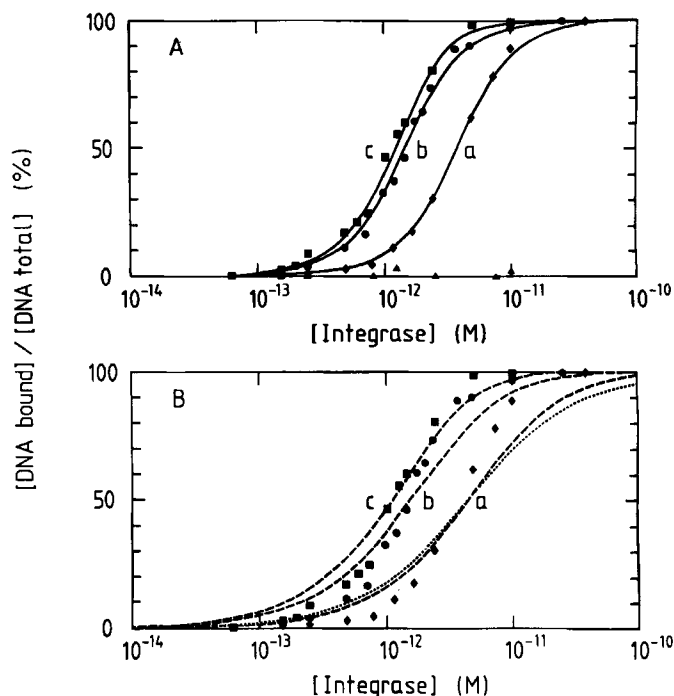 [DNA bound] / [DNA total] (%)
A
100
50
0
c
b
a
10⁻¹⁴
10⁻¹³
10⁻¹²
10⁻¹¹
10⁻¹⁰
[Integrase] (M)
B
100
50
0
c
b
a
10⁻¹⁴
10⁻¹³
10⁻¹²
10⁻¹¹
10⁻¹⁰
[Integrase] (M)